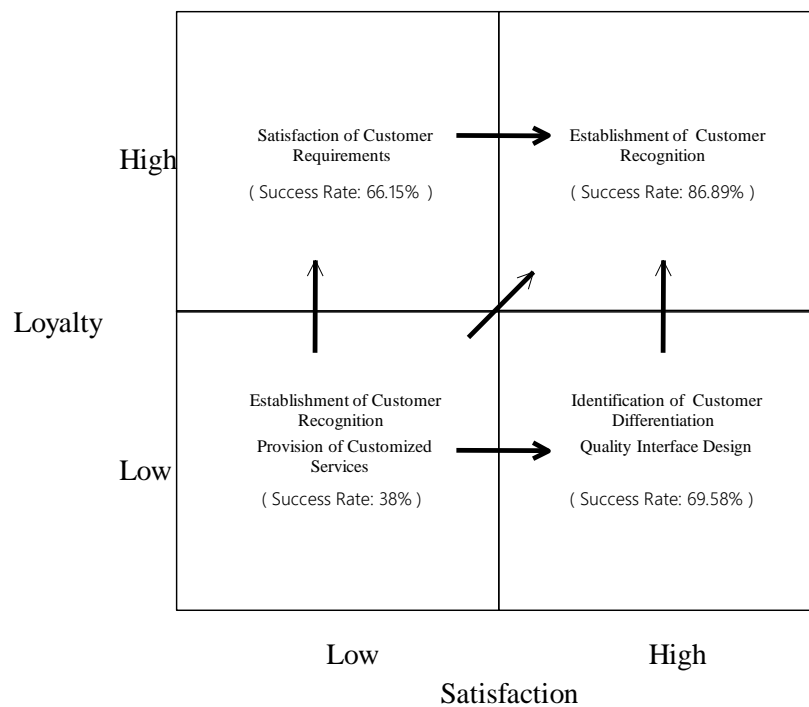 Satisfaction of Customer
Requirements
( Success Rate: 66.15% )
Establishment of Customer
Recognition
( Success Rate: 86.89% )
High
Loyalty
Establishment of Customer
Recognition
Provision of Customized
Services
( Success Rate: 38% )
Identification of Customer
Differentiation
Quality Interface Design
( Success Rate: 69.58% )
Low
Low
High
Satisfaction